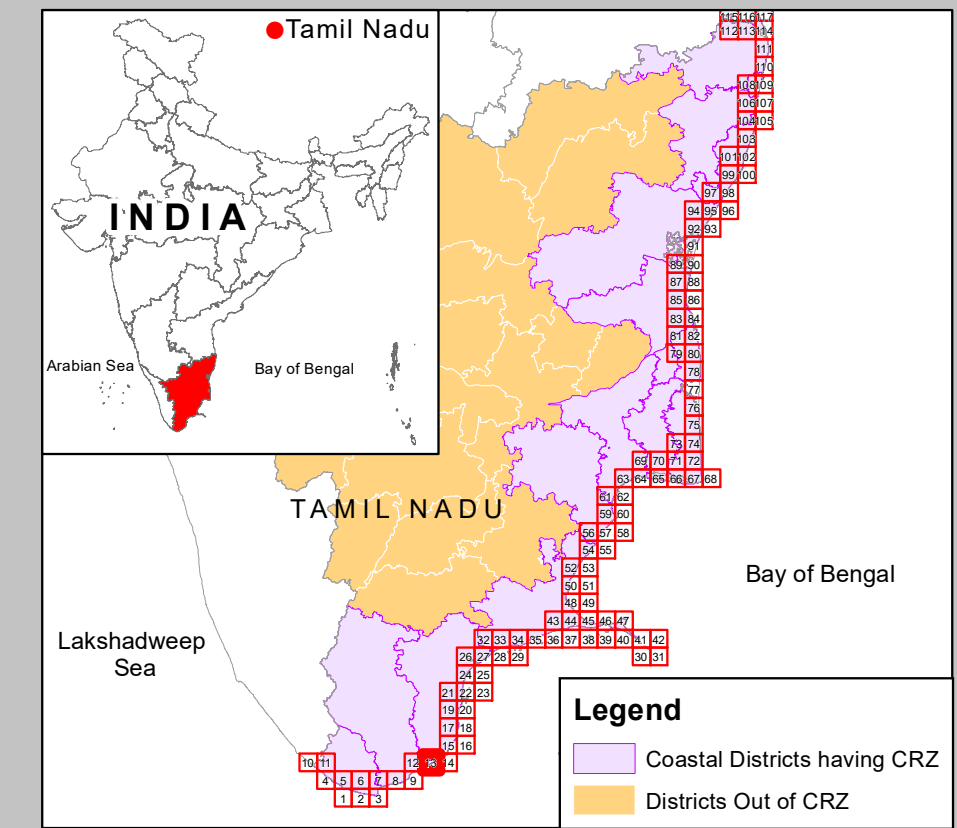 Tamil Nadu
INDIA
Arabian Sea
Bay of Bengal
115 116 117
112 113 114
111
110
108 109
106 107
104 105
103
101 102
99 100
97 98
94 95 96
92 93
91
89 90
87 88
85 86
83 84
81 82
79 80
78
77
76
75
73 74
69 70 71 72
63 64 65 66 67 68
61 62
TAMIL NADU
59 60
56 57 58
54 55
52 53
Bay of Bengal
50 51
48 49
43 44 45 46 47
Lakshadweep
Sea
32 33 34 35 36 37 38 39 40 41 42
26 27 28 29 30 31
24 25
21 22 23
19 20
17 18
15 16
10 11 12 13 14
4 5 6 7 8 9
1 2 3
Legend
Coastal Districts having CRZ
Districts Out of CRZ